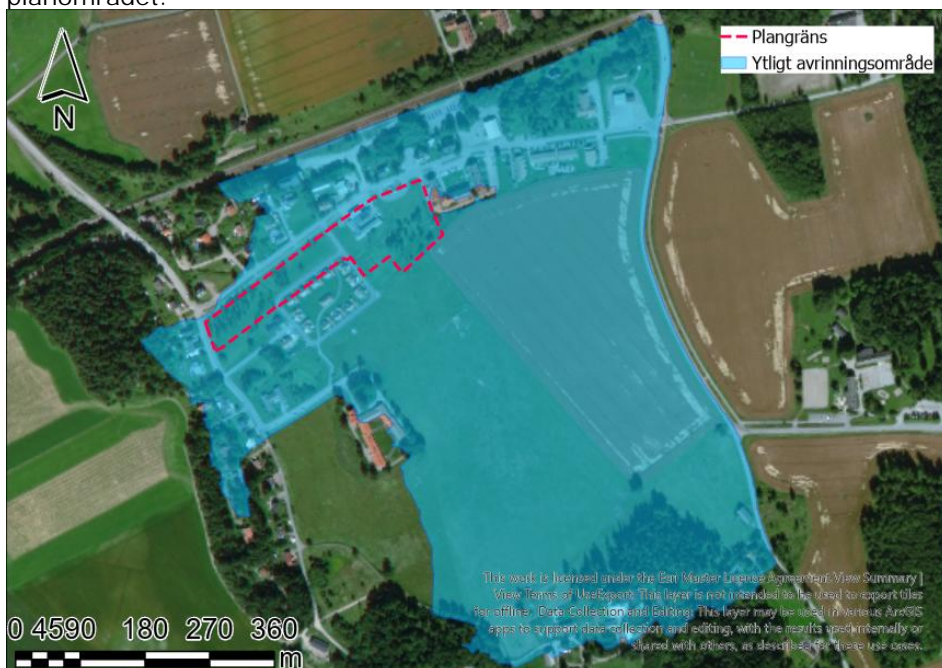 planområdet.
Plangräns
Ytligt avrinningsområde
N
This work is licensed under the Esri Master License Agreement.View Summary |
View Terms of Use Export: This layer is not intended to be used to export tiles
for offline. Data Collection and Editing: This layer may be used in various ArcGIS
apps to support data collection and editing, with the results used internally or
shared with others, as described for these use cases.
0 4590 180 270 360
m